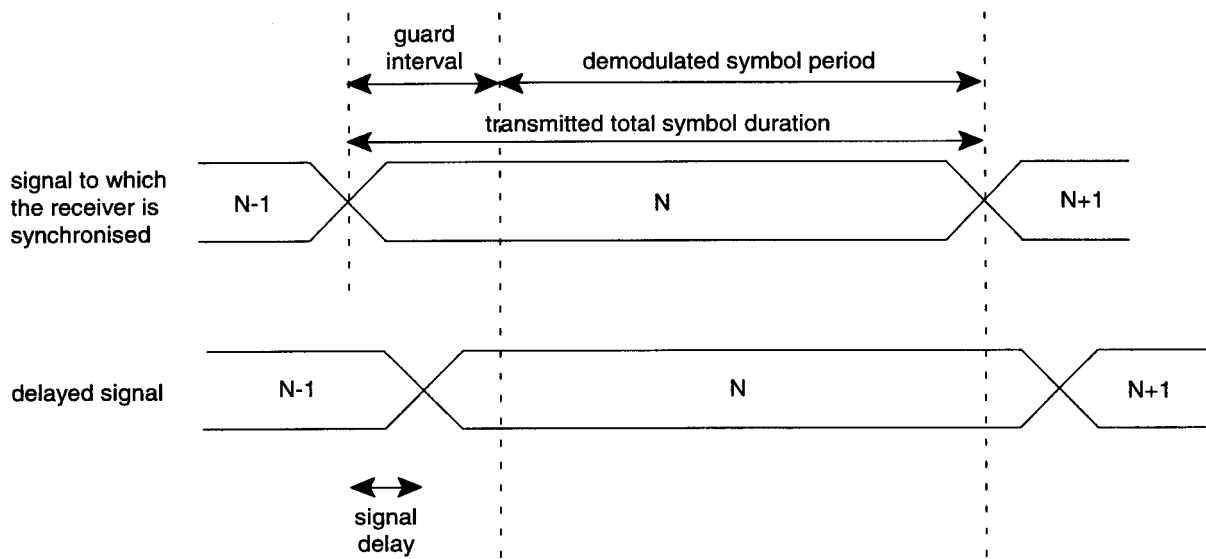 guard
interval
demodulated symbol period
transmitted total symbol duration
signal to which
the receiver is
synchronised
N-1
N
N+1
delayed signal
N-1
N
N+1
signal
delay